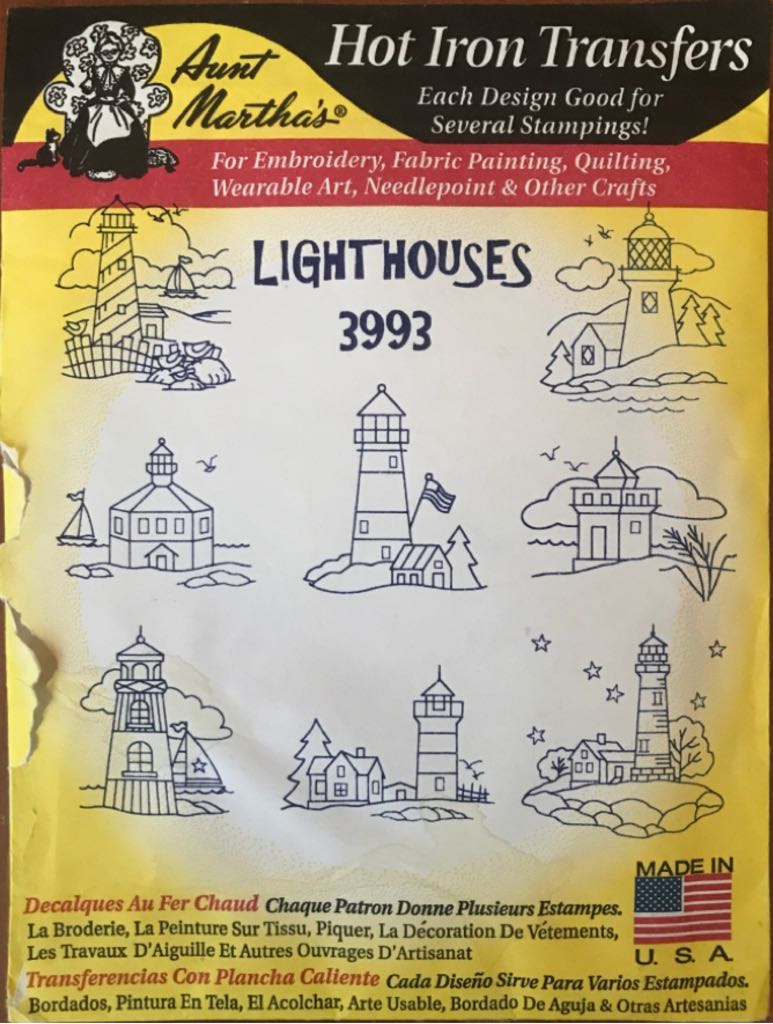 Aunt
Martha's®
Hot Iron Transfers
Each Design Good for
Several Stampings!
For Embroidery, Fabric Painting, Quilting,
Wearable Art, Needlepoint & Other Crafts
LIGHTHOUSES
3993
MADE IN
U. S. A.
Decalques Au Fer Chaud Chaque Patron Donne Plusieurs Estampes.
La Broderie, La Peinture Sur Tissu, Piquer, La Décoration De Vétements,
Les Travaux D'Aiguille Et Autres Ouvrages D'Artisanat
Transferencias Con Plancha Caliente Cada Diseño Sirve Para Varios Estampados.
Bordados, Pintura En Tela, El Acolchar, Arte Usable, Bordado De Aguja & Otras Artesanias